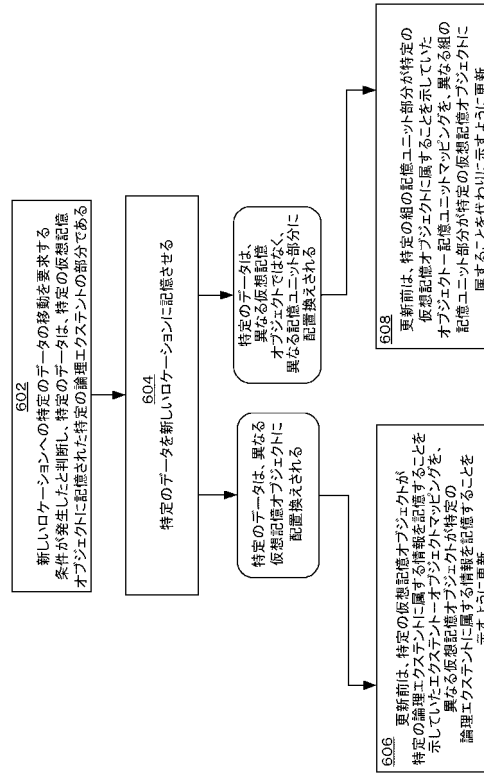 602
新しいロケーションへの特定のデータの移動を要求する
条件が発生したと判断し、特定のデータは、特定の仮想記憶
オブジェクトに記憶された特定の論理エクステントの部分である
604
特定のデータを新しいロケーションに記憶させる
特定のデータは、異なる
仮想記憶オブジェクトに
配置換えされる
特定のデータは、
異なる仮想記憶
オブジェクトではなく、
異なる記憶ユニット部分に
配置換えされる
606
更新前は、特定の仮想記憶オブジェクトが
特定の論理エクステントに属する情報を記憶することを
示していたエクステント－オブジェクトマッピングを、
異なる仮想記憶オブジェクトが特定の
論理エクステントに属する情報を記憶することを
示すように更新
608
更新前は、特定の組の記憶ユニット部分が特定の
仮想記憶オブジェクトに属することを示していた
オブジェクト－記憶ユニットマッピングを、異なる組の
記憶ユニット部分が特定の仮想記憶オブジェクトに
属することを代わりに示すように更新